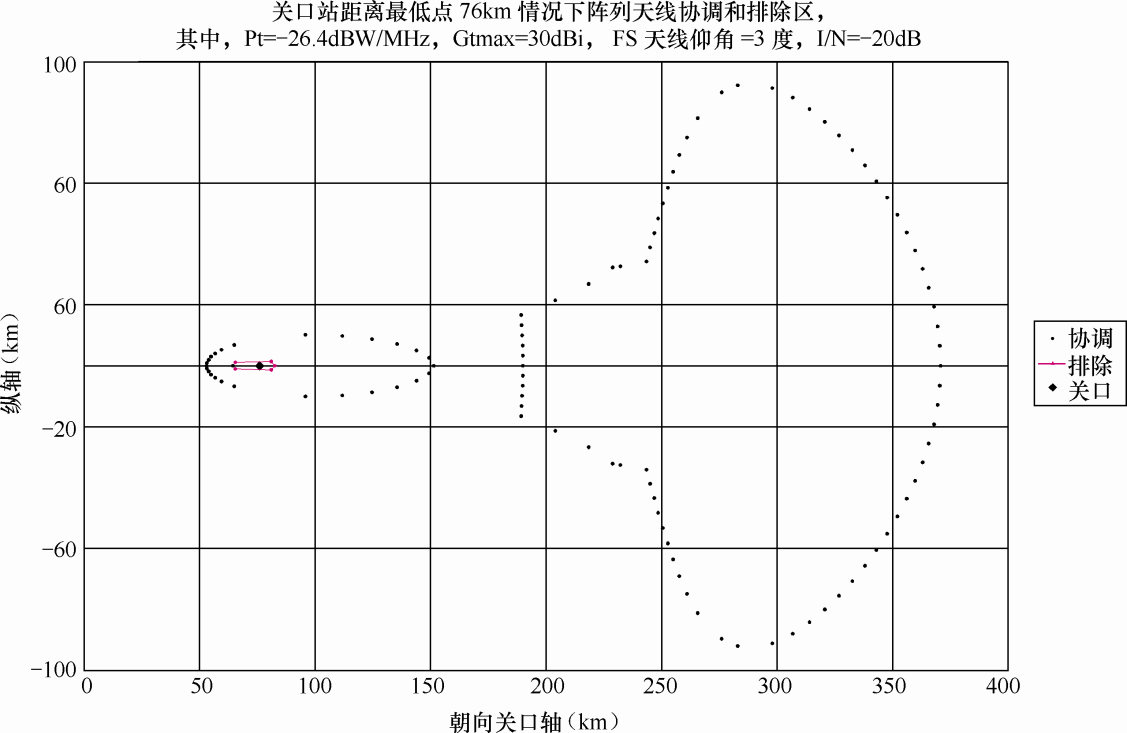 关口站距离最低点 76km 情况下阵列天线协调和排除区，
其中，Pt=−26.4dBW/MHz，Gtmax=30dBi， FS 天线仰角 =3 度，I/N=−20dB
100
60
60
−20
−60
−100
纵轴（km）
0 50 100 150 200 250 300 350 400
朝向关口轴（km）
协调
排除
关口